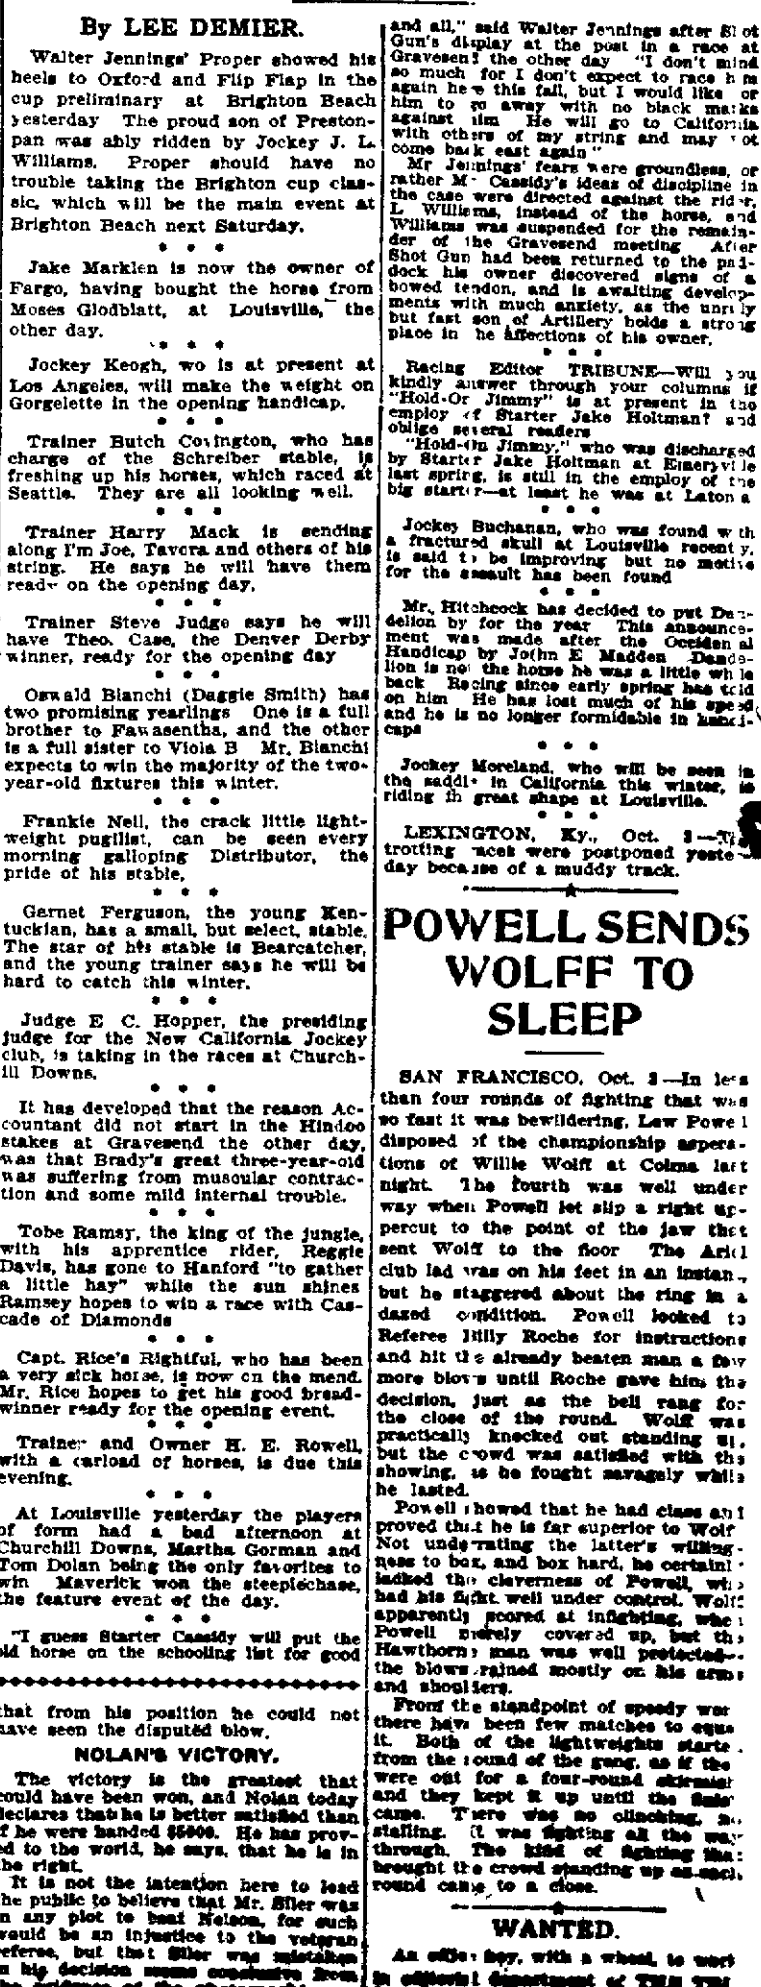 By LEE DEMIER.
Walter Jennings' Proper showed his
heels to Oxford and Flip Flap in the
cup preliminary at Brighton Beach
yesterday The proud son of Preston-
pan was ably ridden by Jockey J. L.
Williams. Proper should have no
trouble taking the Brighton cup clas-
sic, which will be the main event at
Brighton Beach next Saturday.
* * *
Jake Marklen is now the owner of
Fargo, having bought the horse from
Moses Glodblatt, at Louisville, the
other day.
* * *
Jockey Keogh, wo is at present at
Los Angeles, will make the weight on
Gorgelette in the opening handicap.
* * *
Trainer Butch Covington, who has
charge of the Schreiber stable, is
freshing up his horses, which raced at
Seattle. They are all looking well.
* * *
Trainer Harry Mack is sending
along I'm Joe, Tavora and others of his
string. He says he will have them
ready on the opening day.
* * *
Trainer Steve Judge says he will
have Theo. Case, the Denver Derby
winner, ready for the opening day
* * *
Oswald Bianchi (Daggie Smith) has
two promising yearlings One is a full
brother to Fawasentha, and the other
is a full sister to Viola B Mr. Bianchi
expects to win the majority of the two-
year-old fixtures this winter.
* * *
Frankie Neil, the crack little light-
weight pugilist, can be seen every
morning galloping Distributor, the
pride of his stable.
* * *
Garnet Ferguson, the young Ken-
tuckian, has a small, but select, stable.
The star of his stable is Bearcatcher,
and the young trainer says he will be
hard to catch this winter.
* * *
Judge E C. Hopper, the presiding
judge for the New California Jockey
club, is taking in the races at Church-
ill Downs.
* * *
It has developed that the reason Ac-
countant did not start in the Hindoo
stakes at Gravesend the other day,
was that Brady's great three-year-old
was suffering from muscular contrac-
tion and some mild internal trouble.
* * *
Tobe Ramsy, the king of the jungle,
with his apprentice rider, Reggie
Davis, has gone to Hanford "to gather
a little hay" while the sun shines
Ramsey hopes to win a race with Cas-
cade of Diamonds
* * *
Capt. Rice's Rightful, who has been
a very sick horse, is now on the mend.
Mr. Rice hopes to get his good bread-
winner ready for the opening event.
* * *
Trainer and Owner H. E. Rowell,
with a carload of horses, is due this
evening.
* * *
At Louisville yesterday the players
of form had a bad afternoon at
Churchill Downs, Martha Gorman and
Tom Dolan being the only favorites to
win Maverick won the steeplechase,
the feature event of the day.
* * *
"I guess Starter Cassidy will put the
old horse on the schooling list for good
that from his position he could not
have seen the disputed blow.
NOLAN'S VICTORY.
The victory is the greatest that
could have been won, and Nolan today
declares that he is better satisfied than
if he were handed $5000. He has prov-
ed to the world, he says, that he is in
the right.
It is not the intention here to lead
the public to believe that Mr. Siler was
in any plot to beat Nelson, for such
would be an injustice to the veteran
referee, but that Siler was mistaken
in his decision seems conclusive from
and all," said Walter Jennings after Shot
Gun's display at the post in a race at
Gravesend the other day "I don't mind
so much for I don't expect to race him
again here this fall, but I would like for
him to go away with no black marks
against him He will go to California
with others of my string and may not
come back east again"
Mr Jennings' fears were groundless, or
rather Mr Cassidy's ideas of discipline in
the case were directed against the rider,
L Williams, instead of the horse, and
Williams was suspended for the remain-
der of the Gravesend meeting After
Shot Gun had been returned to the pad-
dock his owner discovered signs of a
bowed tendon, and is awaiting develop-
ments with much anxiety, as the unruly
but fast son of Artillery holds a strong
place in he affections of his owner.
* * *
Racing Editor TRIBUNE—Will you
kindly answer through your columns if
"Hold-On Jimmy" is at present in the
employ of Starter Jake Holtman? and
oblige several readers
"Hold-On Jimmy," who was discharged
by Starter Jake Holtman at Emeryville
last spring, is still in the employ of the
big starter—at least he was at Latonia
* * *
Jockey Buchanan, who was found with
a fractured skull at Louisville recently,
is said to be improving but no motive
for the assault has been found
* * *
Mr. Hitchcock has decided to put Dan-
delion by for the year This announce-
ment was made after the Occidental
Handicap by John E Madden Dande-
lion is not the horse he was a little while
back Racing since early spring has told
on him He has lost much of his speed
and he is no longer formidable in handi-
caps
* * *
Jockey Moreland, who will be seen in
the saddle in California this winter, is
riding in great shape at Louisville.
* * *
LEXINGTON, Ky., Oct. 3—The
trotting races were postponed yester-
day because of a muddy track.
POWELL SENDS
WOLFF TO
SLEEP
SAN FRANCISCO, Oct. 3—In less
than four rounds of fighting that was
so fast it was bewildering, Lew Powell
disposed of the championship aspera-
tions of Willie Wolff at Colma last
night. The fourth was well under
way when Powell let slip a right up-
percut to the point of the jaw that
sent Wolff to the floor The Ariel
club lad was on his feet in an instant,
but he staggered about the ring in a
dazed condition. Powell looked to
Referee Billy Roche for instructions
and hit the already beaten man a few
more blows until Roche gave him the
decision, just as the bell rang for
the close of the round. Wolff was
practically knocked out standing up,
but the crowd was satisfied with the
showing, as he fought savagely while
he lasted.
Powell showed that he had class and
proved that he is far superior to Wolf
Not underrating the latter's willing-
ness to box, and box hard, he certainly
lacked the cleverness of Powell, who
had his fight well under control. Wolff
apparently scored at infighting, when
Powell merely covered up, but the
Hawthorne man was well protected—
the blows rained mostly on his arms
and shoulders.
From the standpoint of speedy war
there have been few matches to equal
it. Both of the lightweights started
from the sound of the gong, as if the
were out for a four-round skirmish
and they kept it up until the finis
came. There was no clinching, no
stalling. It was fighting all the way
through. The kind of fighting that
brought the crowd standing up as each
round came to a close.
WANTED.
An office boy, with a wheel, to work
in editorial department of THE